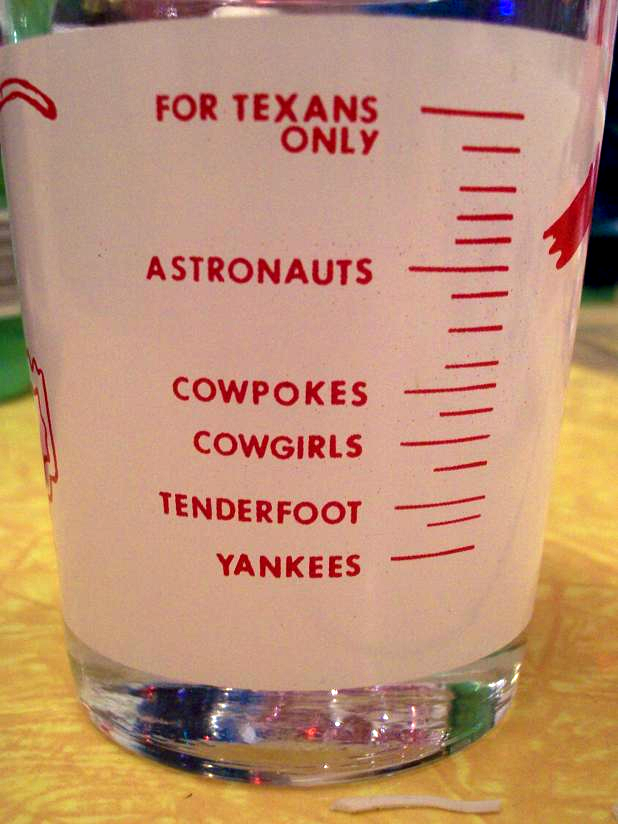 FOR TEXANS
ONLY
ASTRONAUTS
COWPOKES
COWGIRLS
TENDERFOOT
YANKEES